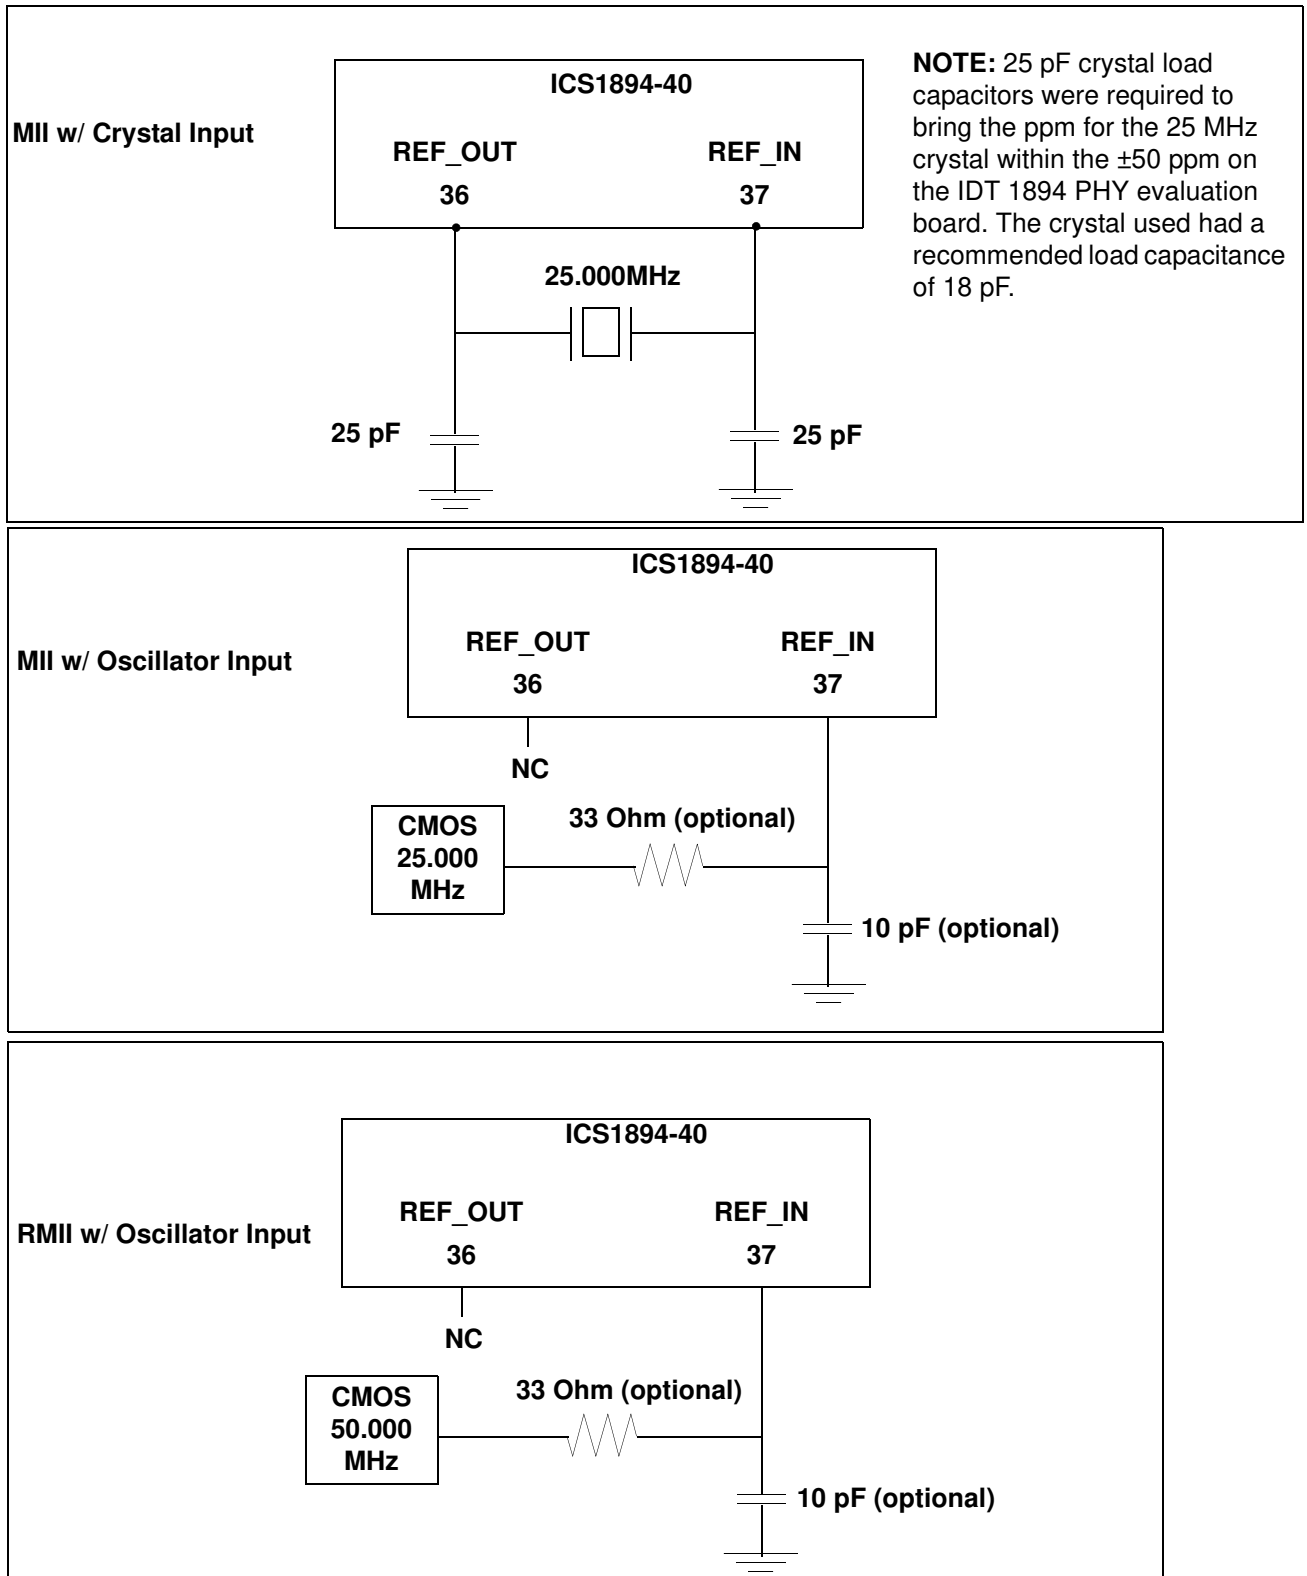 MII w/ Crystal Input
ICS1894-40
REF_OUT
REF_IN
36
37
25.000MHz
25 pF
25 pF
NOTE: 25 pF crystal load
capacitors were required to
bring the ppm for the 25 MHz
crystal within the ±50 ppm on
the IDT 1894 PHY evaluation
board. The crystal used had a
recommended load capacitance
of 18 pF.
MII w/ Oscillator Input
ICS1894-40
REF_OUT
REF_IN
36
37
NC
CMOS
25.000
MHz
33 Ohm (optional)
10 pF (optional)
RMII w/ Oscillator Input
ICS1894-40
REF_OUT
REF_IN
36
37
NC
CMOS
50.000
MHz
33 Ohm (optional)
10 pF (optional)